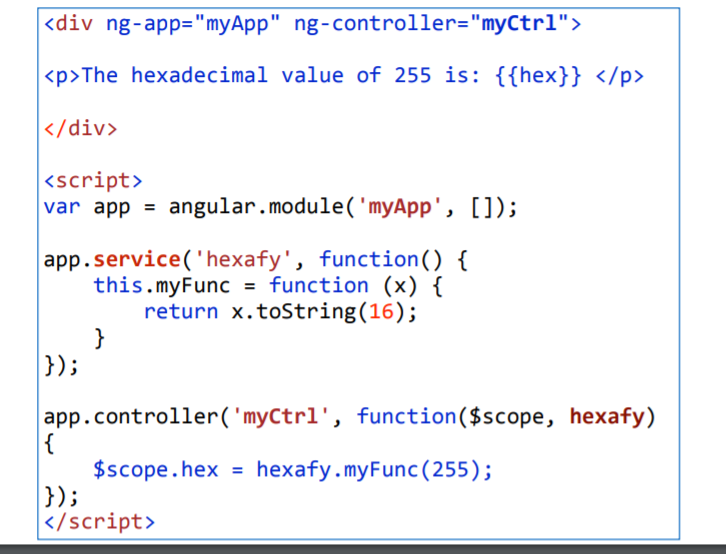 <div ng-app="myApp" ng-controller="myCtrl">
<p>The hexadecimal value of 255 is: {{hex}} </p>
</div>
<script>
var app = angular.module('myApp', []);
app.service('hexafy', function() {
    this.myFunc = function (x) {
        return x.toString(16);
    }
});
app.controller('myCtrl', function($scope, hexafy)
{
    $scope.hex = hexafy.myFunc(255);
});
</script>